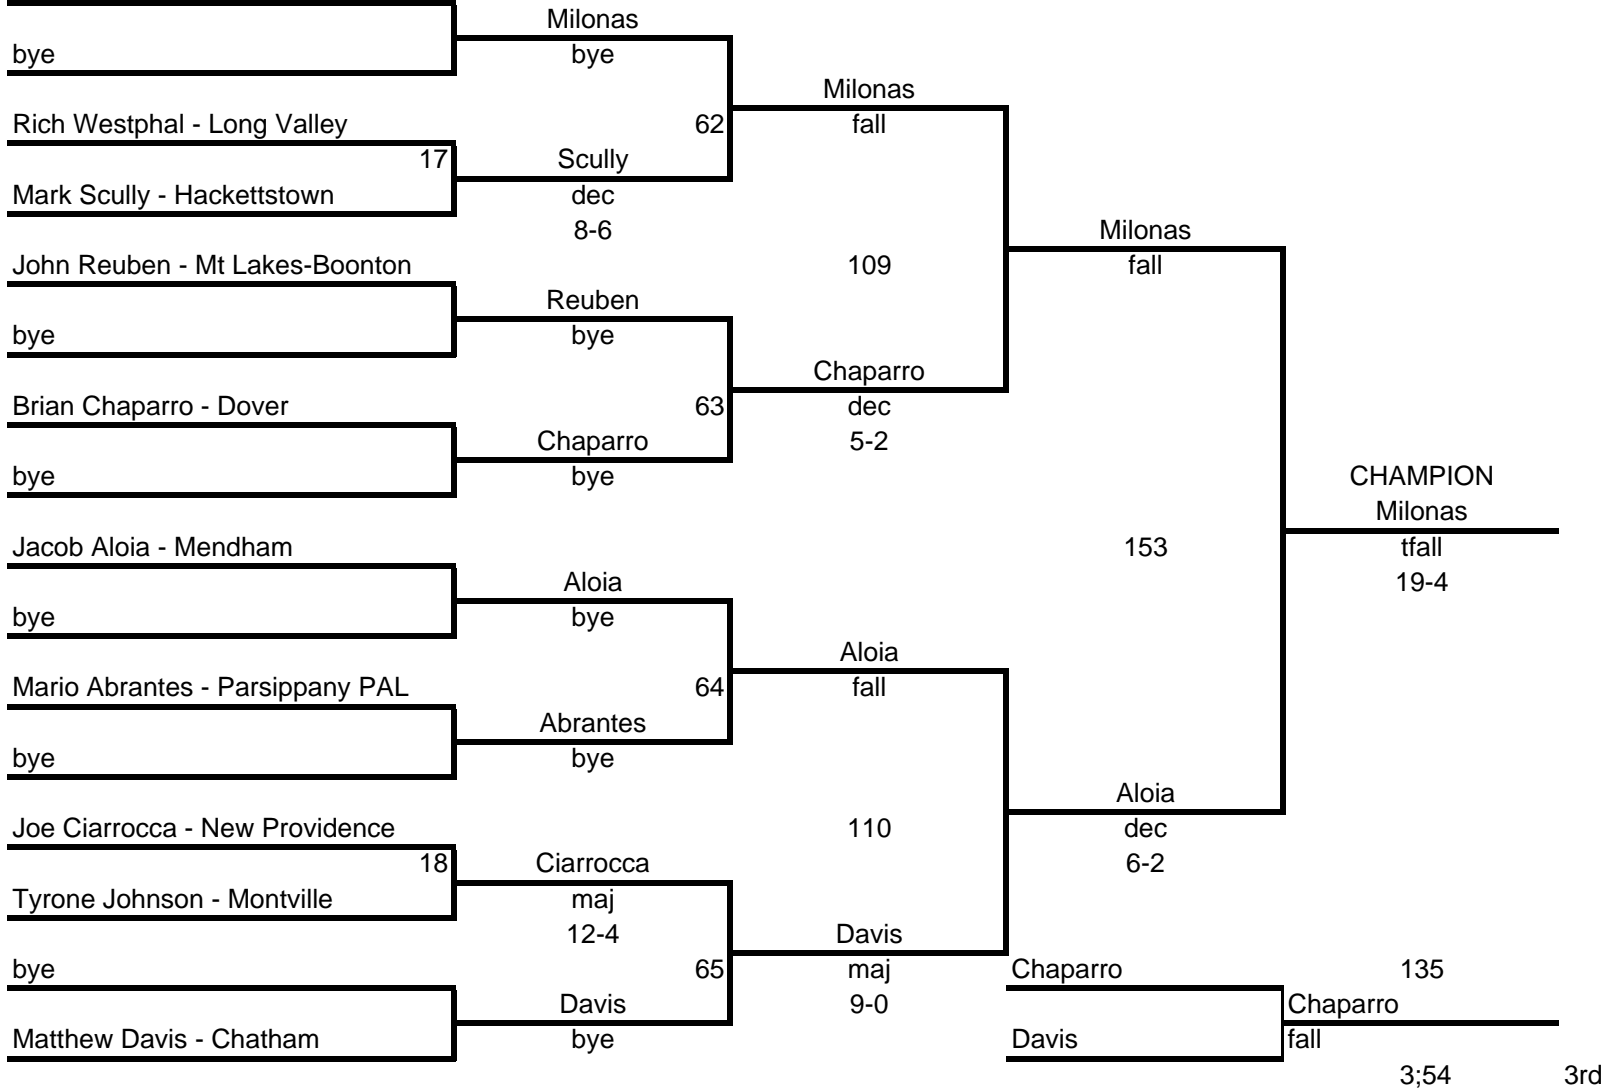 Milonas
bye
bye
Milonas
Rich Westphal - Long Valley
62
fall
17
Scully
Mark Scully - Hackettstown
dec
8-6
Milonas
John Reuben - Mt Lakes-Boonton
109
fall
Reuben
bye
bye
Chaparro
Brian Chaparro - Dover
63
dec
Chaparro
5-2
bye
bye
CHAMPION
Milonas
Jacob Aloia - Mendham
153
tfall
Aloia
19-4
bye
bye
Aloia
Mario Abrantes - Parsippany PAL
64
fall
Abrantes
bye
bye
Aloia
Joe Ciarrocca - New Providence
110
dec
18
Ciarrocca
6-2
Tyrone Johnson - Montville
maj
12-4
Davis
bye
65
maj
Chaparro
135
Davis
9-0
Chaparro
Matthew Davis - Chatham
bye
Davis
fall
3;54
3rd